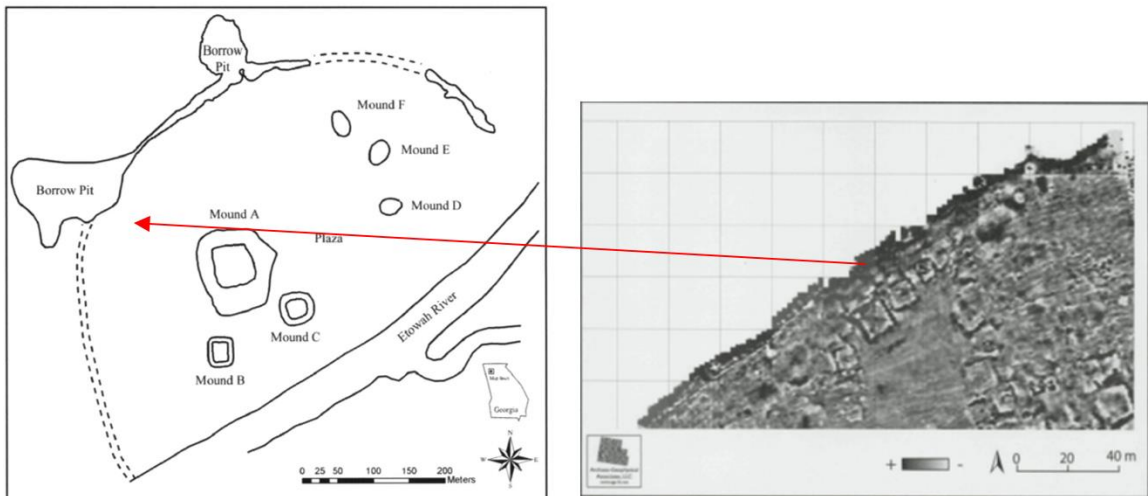 Borrow
Pit
Mound F
Mound E
Borrow Pit
Mound D
Mound A
Plaza
Etowah River
Mound C
Mound B
Georgia
N
W
E
S
0 25 50 100 150 200
Meters
+ -
0 20 40 m